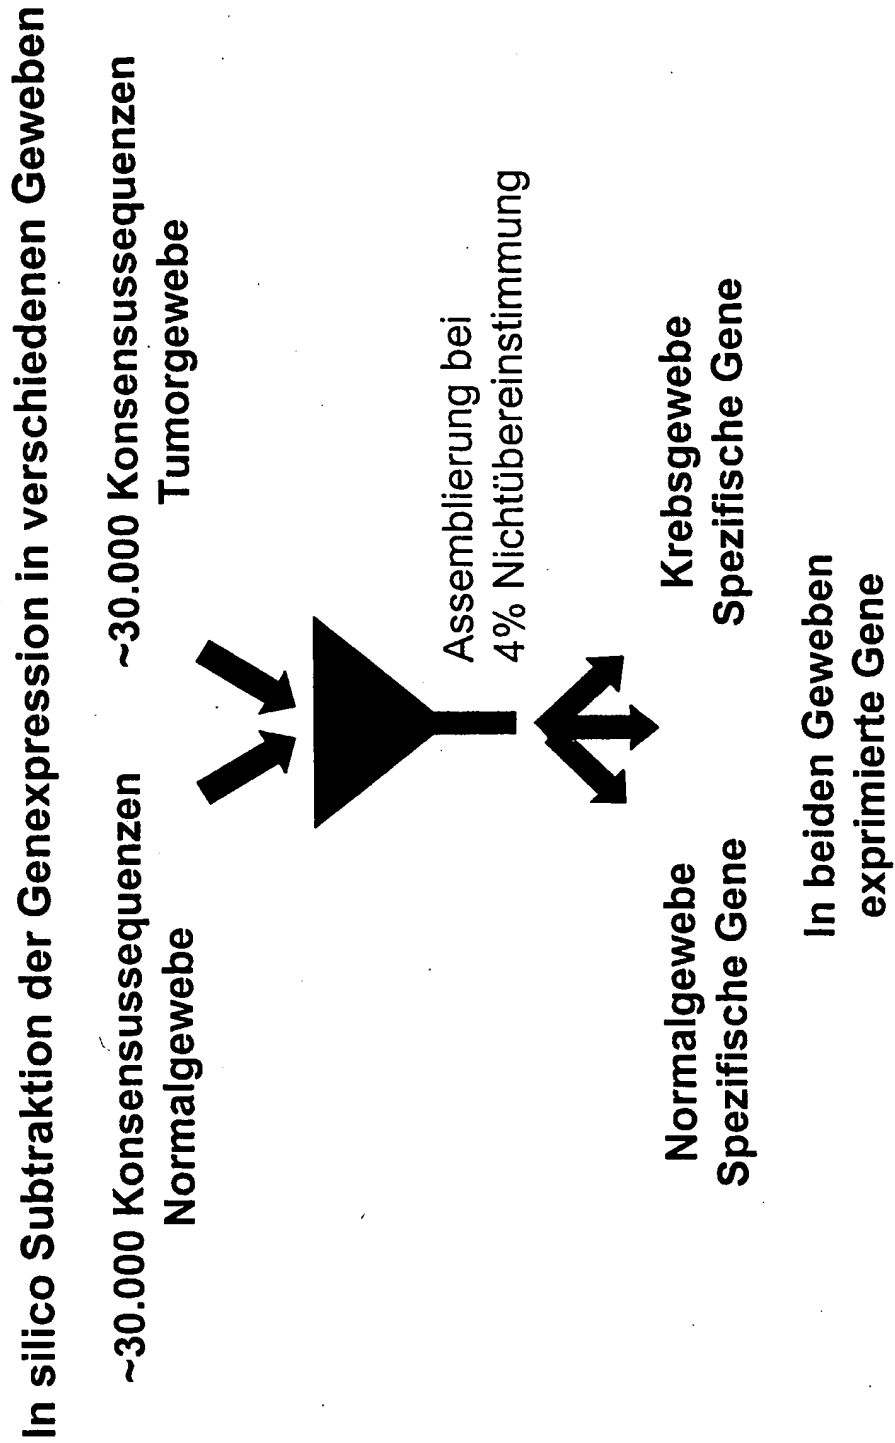 In silico Subtraktion der Genexpression in verschiedenen Geweben
~30.000 Konsensussequenzen
Normalgewebe
~30.000 Konsensussequenzen
Tumorgewebe
Assemblierung bei
4% Nichtübereinstimmung
Normalgewebe
Spezifische Gene
Krebsgewebe
Spezifische Gene
In beiden Geweben
exprimierte Gene